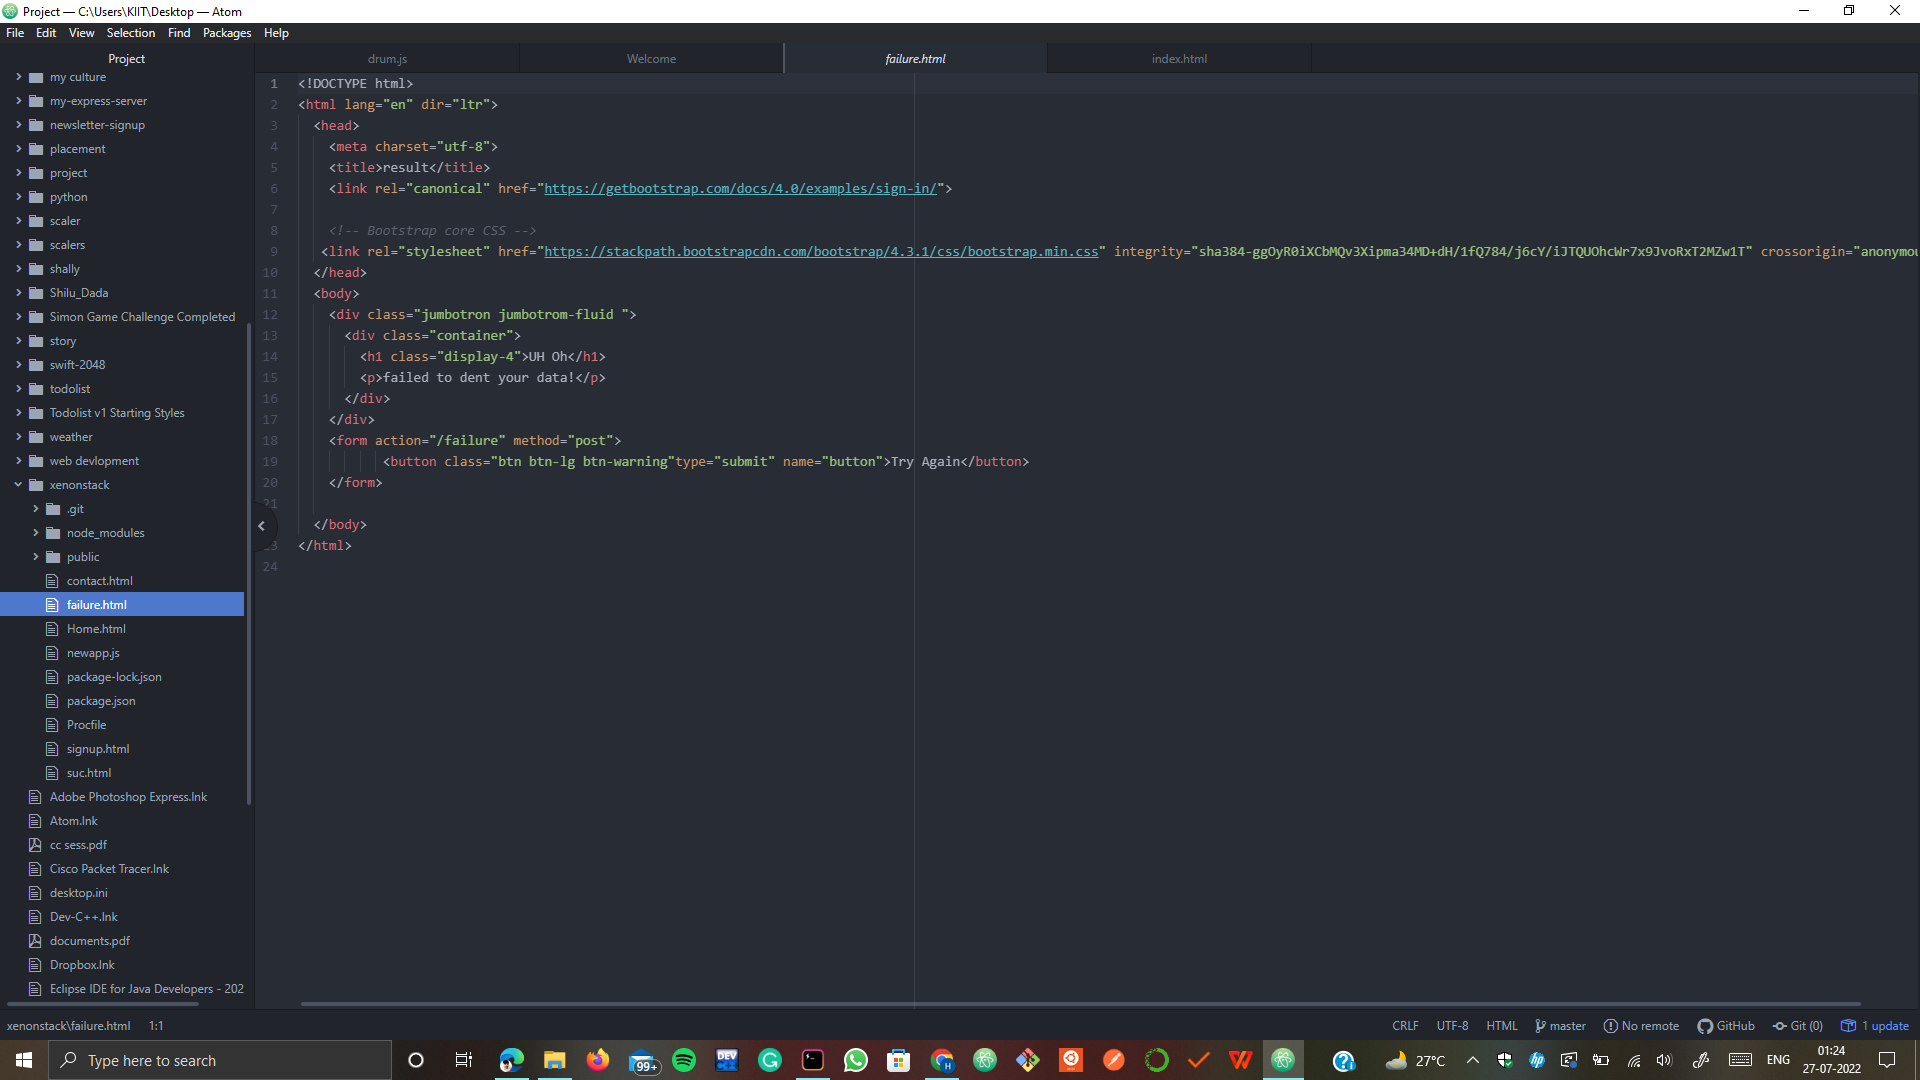 Project — C:\Users\KIIT\Desktop — Atom
File Edit View Selection Find Packages Help
Project
my culture
my-express-server
newsletter-signup
placement
project
python
scaler
scalers
shally
Shilu_Dada
Simon Game Challenge Completed
story
swift-2048
todolist
Todolist v1 Starting Styles
weather
web devlopment
xenonstack
.git
node_modules
public
contact.html
failure.html
Home.html
newapp.js
package-lock.json
package.json
Procfile
signup.html
suc.html
Adobe Photoshop Express.lnk
Atom.lnk
cc sess.pdf
Cisco Packet Tracer.lnk
desktop.ini
Dev-C++.lnk
documents.pdf
Dropbox.lnk
Eclipse IDE for Java Developers - 202
drum.js Welcome failure.html index.html
1 <!DOCTYPE html>
2 <html lang="en" dir="ltr">
3 <head>
4 <meta charset="utf-8">
5 <title>result</title>
6 <link rel="canonical" href="https://getbootstrap.com/docs/4.0/examples/sign-in/">
7
8 <!-- Bootstrap core CSS -->
9 <link rel="stylesheet" href="https://stackpath.bootstrapcdn.com/bootstrap/4.3.1/css/bootstrap.min.css" integrity="sha384-ggOyR0iXCbMQv3Xipma34MD+dH/1fQ784/j6cY/iJTQUOhcWr7x9JvoRxT2MZw1T" crossorigin="anonymou
10 </head>
11 <body>
12 <div class="jumbotron jumbotrom-fluid ">
13 <div class="container">
14 <h1 class="display-4">UH Oh</h1>
15 <p>failed to dent your data!</p>
16 </div>
17 </div>
18 <form action="/failure" method="post">
19 <button class="btn btn-lg btn-warning"type="submit" name="button">Try Again</button>
20 </form>
21
</body>
3 </html>
24
xenonstack\failure.html 1:1 CRLF UTF-8 HTML master No remote GitHub Git (0) 1 update
Type here to search
99+
DEV
27°C
ENG
01:24
27-07-2022